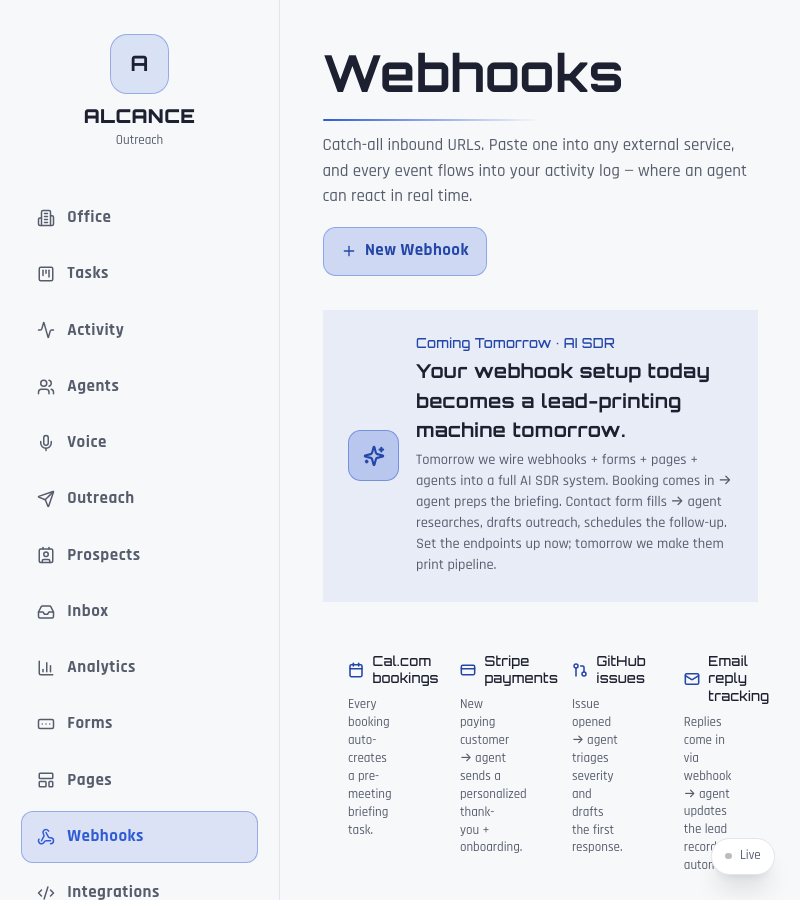 A
ALCANCE
Outreach
Office
Tasks
Activity
Agents
Voice
Outreach
Prospects
Inbox
Analytics
Forms
Pages
Webhooks
Integrations
Webhooks
Catch-all inbound URLs. Paste one into any external service,
and every event flows into your activity log — where an agent
can react in real time.
+ New Webhook
Coming Tomorrow · AI SDR
Your webhook setup today
becomes a lead-printing
machine tomorrow.
Tomorrow we wire webhooks + forms + pages +
agents into a full AI SDR system. Booking comes in →
agent preps the briefing. Contact form fills → agent
researches, drafts outreach, schedules the follow-up.
Set the endpoints up now; tomorrow we make them
print pipeline.
Cal.com
bookings
Every
booking
auto-
creates
a pre-
meeting
briefing
task.
Stripe
payments
New
paying
customer
→ agent
sends a
personalized
thank-
you +
onboarding.
GitHub
issues
Issue
opened
→ agent
triages
severity
and
drafts
the first
response.
Email
reply
tracking
Replies
come in
via
webhook
→ agent
updates
the lead
Live